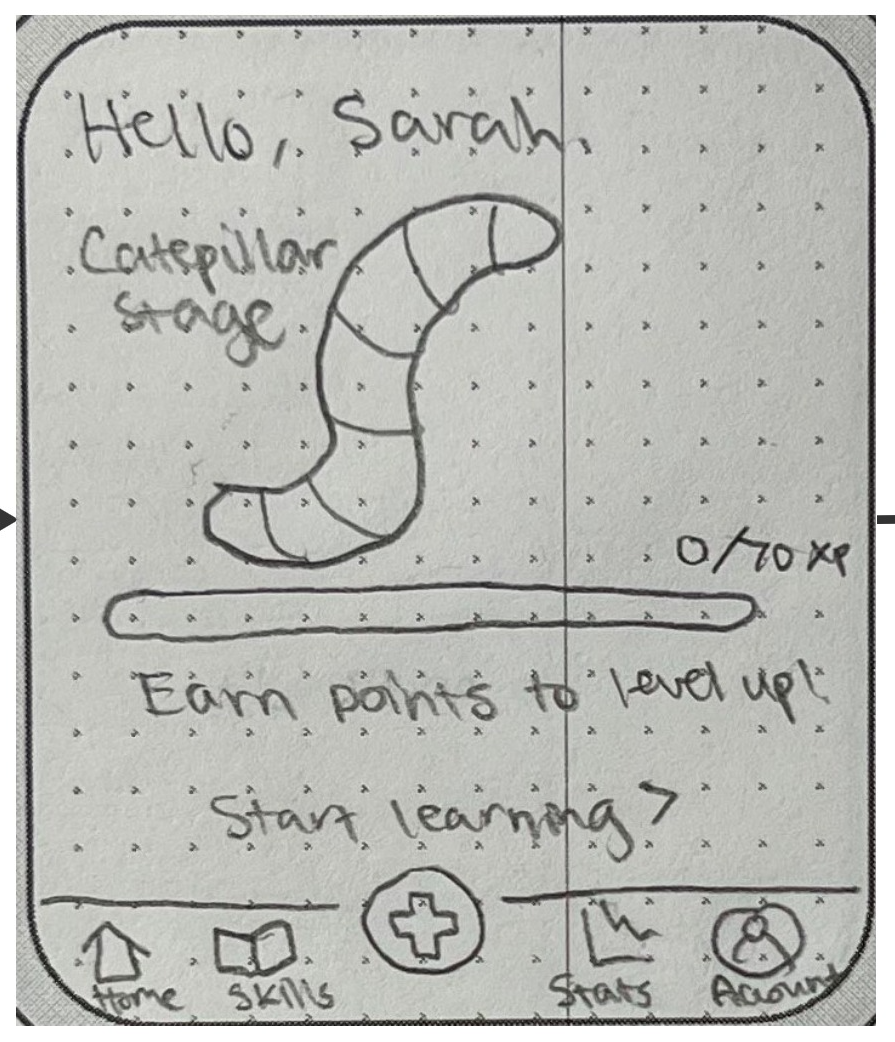 Hello, Sarah
Catepillar
Stage
0/70 xp
Earn points to level up!
Start learning >
Home Skills Stats Account